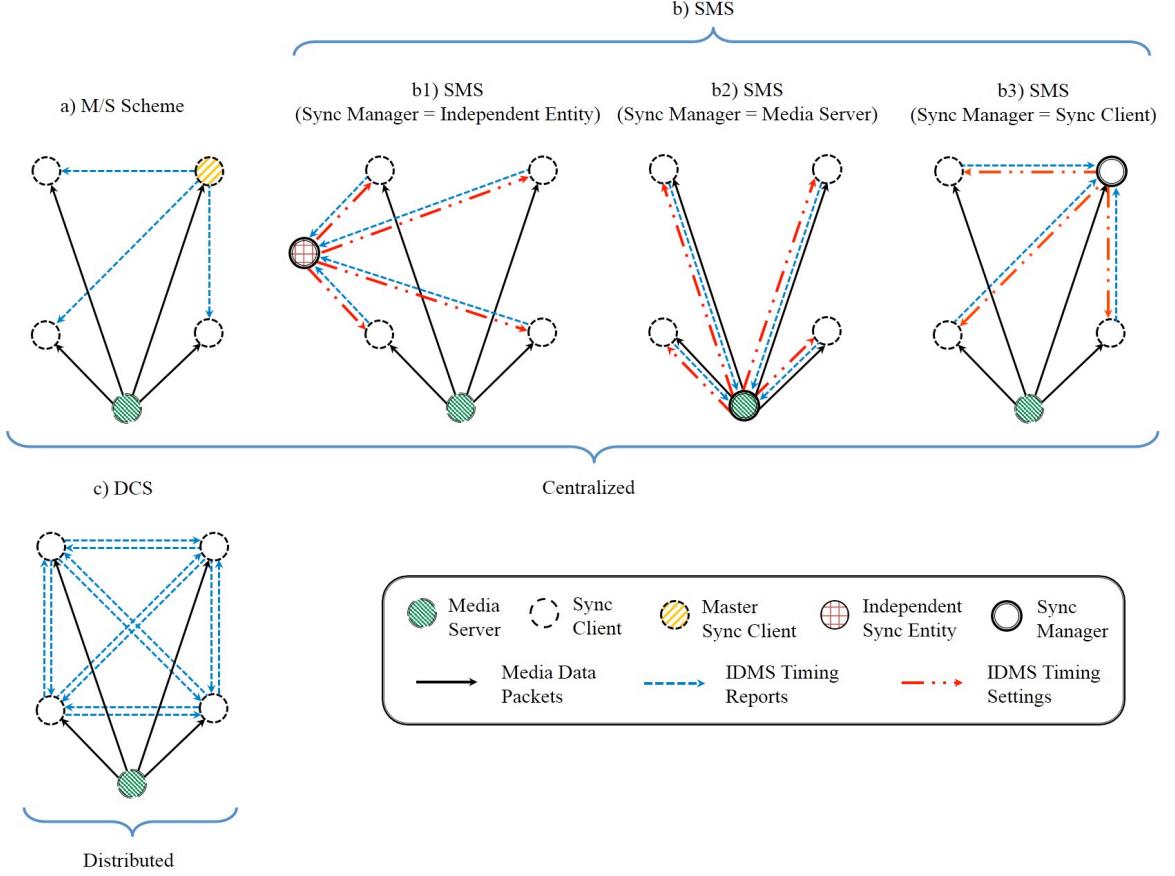 b) SMS
a) M/S Scheme
b1) SMS
(Sync Manager = Independent Entity)
b2) SMS
(Sync Manager = Media Server)
b3) SMS
(Sync Manager = Sync Client)
Centralized
c) DCS
Media
Server
Sync
Client
Master
Sync Client
Independent
Sync Entity
Sync
Manager
Media Data
Packets
IDMS Timing
Reports
IDMS Timing
Settings
Distributed